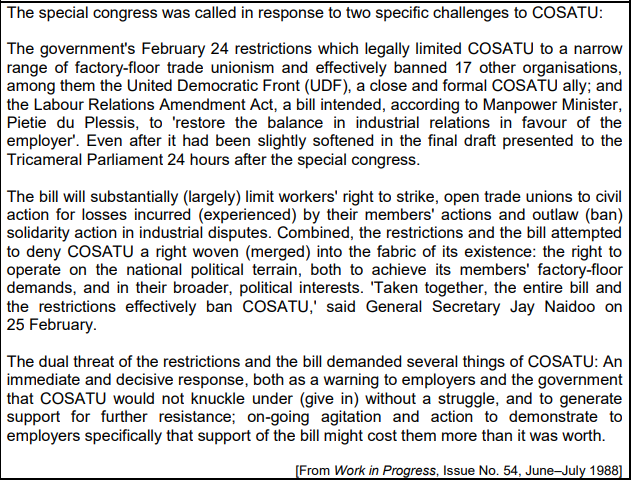 The special congress was called in response to two specific challenges to COSATU:
The government's February 24 restrictions which legally limited COSATU to a narrow
range of factory-floor trade unionism and effectively banned 17 other organisations,
among them the United Democratic Front (UDF), a close and formal COSATU ally; and
the Labour Relations Amendment Act, a bill intended, according to Manpower Minister,
Pietie du Plessis, to 'restore the balance in industrial relations in favour of the
employer'. Even after it had been slightly softened in the final draft presented to the
Tricameral Parliament 24 hours after the special congress.
The bill will substantially (largely) limit workers' right to strike, open trade unions to civil
action for losses incurred (experienced) by their members' actions and outlaw (ban)
solidarity action in industrial disputes. Combined, the restrictions and the bill attempted
to deny COSATU a right woven (merged) into the fabric of its existence: the right to
operate on the national political terrain, both to achieve its members' factory-floor
demands, and in their broader, political interests. 'Taken together, the entire bill and
the restrictions effectively ban COSATU,' said General Secretary Jay Naidoo on
25 February.
The dual threat of the restrictions and the bill demanded several things of COSATU: An
immediate and decisive response, both as a warning to employers and the government
that COSATU would not knuckle under (give in) without a struggle, and to generate
support for further resistance; on-going agitation and action to demonstrate to
employers specifically that support of the bill might cost them more than it was worth.
[From Work in Progress, Issue No. 54, June–July 1988]